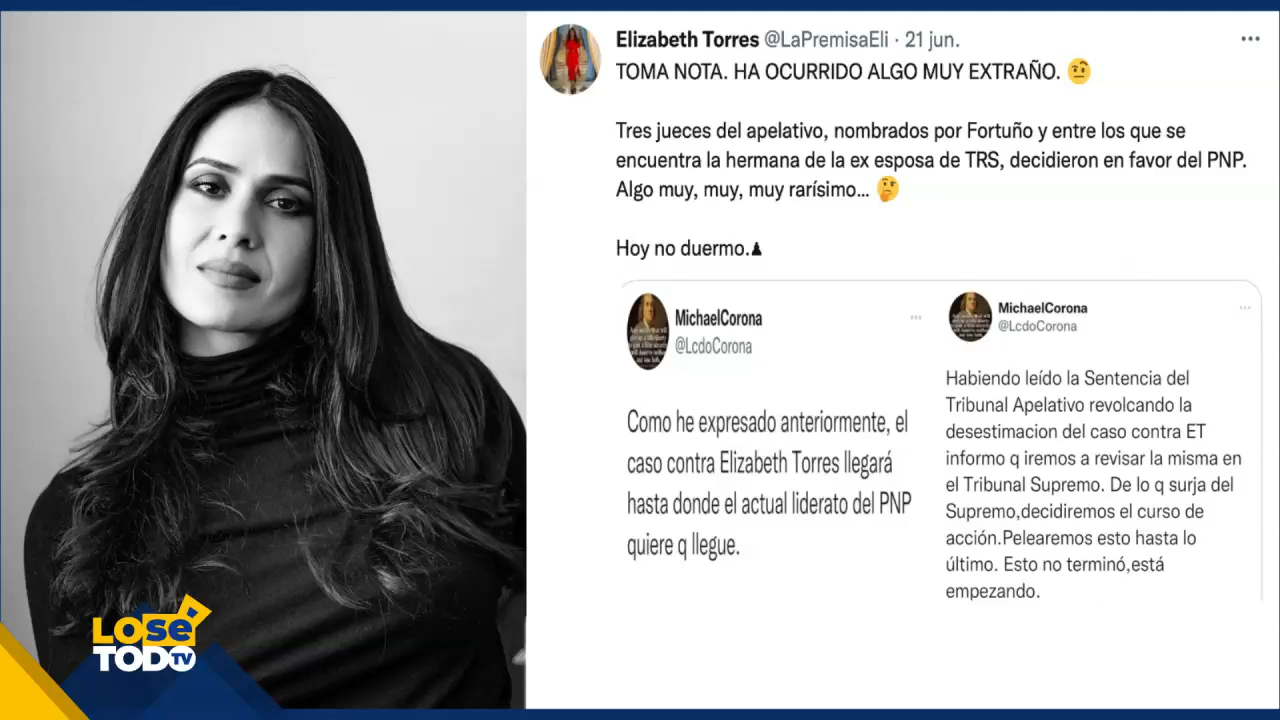 Elizabeth Torres @LaPremisaEli · 21 jun.
TOMA NOTA. HA OCURRIDO ALGO MUY EXTRAÑO. 🤨
Tres jueces del apelativo, nombrados por Fortuño y entre los que se
encuentra la hermana de la ex esposa de TRS, decidieron en favor del PNP.
Algo muy, muy, muy rarísimo... 🤔
Hoy no duermo.♟
MichaelCorona
@LcdoCorona
Como he expresado anteriormente, el
caso contra Elizabeth Torres llegará
hasta donde el actual liderato del PNP
quiere q llegue.
MichaelCorona
@LcdoCorona
Habiendo leído la Sentencia del
Tribunal Apelativo revolcando la
desestimacion del caso contra ET
informo q iremos a revisar la misma en
el Tribunal Supremo. De lo q surja del
Supremo,decidiremos el curso de
acción.Pelearemos esto hasta lo
último. Esto no terminó,está
empezando.
LO SÉ
TODO TV